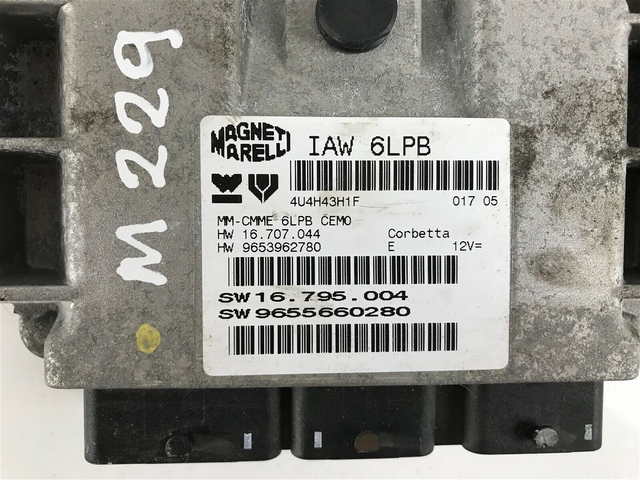 M 229
MAGNETI
MARELLI
IAW 6LPB
4U4H43H1F 017 05
MM-CMME 6LPB CEMO
HW 16.707.044 Corbetta
HW 9653962780 E 12V=
SW 16.795.004
SW 9655660280